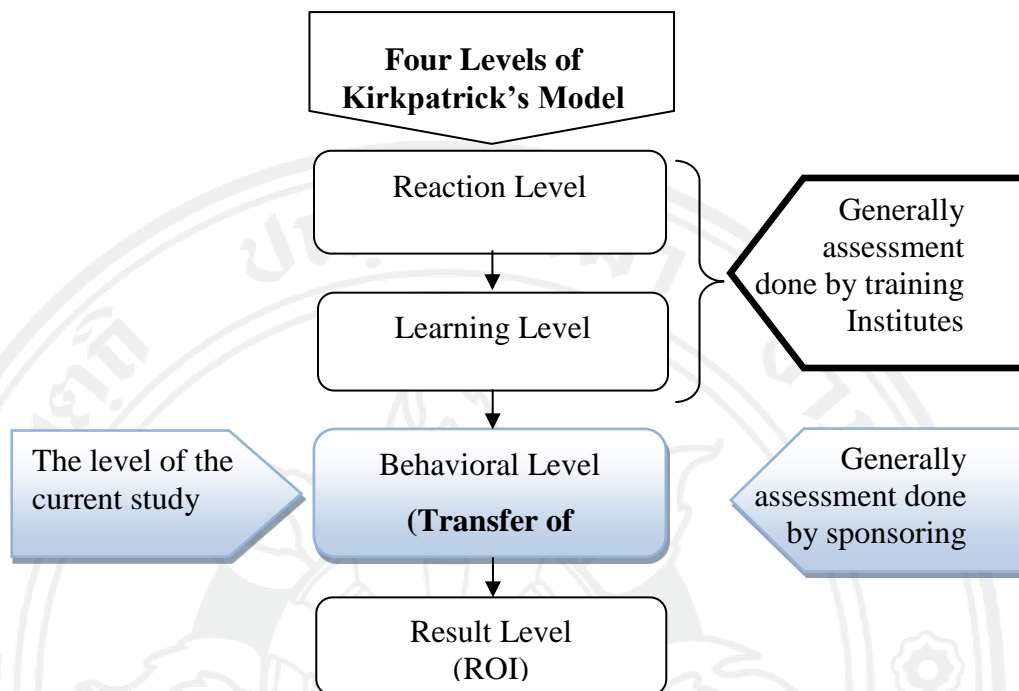 Four Levels of
Kirkpatrick’s Model
Reaction Level
Learning Level
Generally
assessment
done by training
Institutes
The level of the
current study
Behavioral Level
(Transfer of
Generally
assessment done
by sponsoring
Result Level
(ROI)